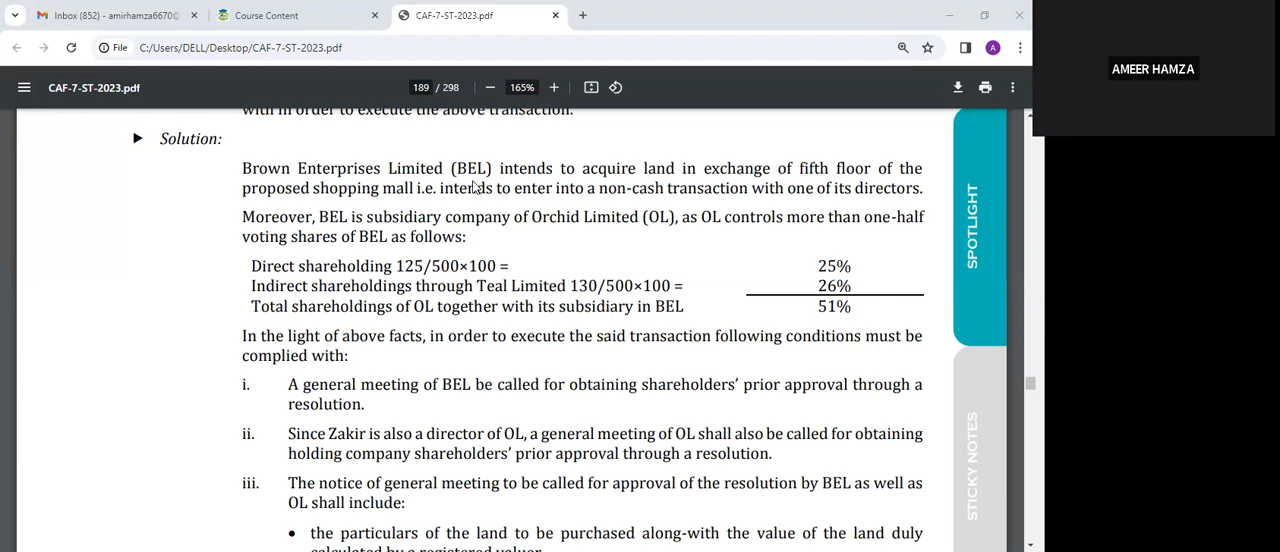 Inbox (852) - amirhamza6670@
Course Content
CAF-7-ST-2023.pdf
File
C:/Users/DELL/Desktop/CAF-7-ST-2023.pdf
A
AMEER HAMZA
CAF-7-ST-2023.pdf
189 / 298
165%
with in order to execute the above transaction.
Solution:
Brown Enterprises Limited (BEL) intends to acquire land in exchange of fifth floor of the
proposed shopping mall i.e. intends to enter into a non-cash transaction with one of its directors.
Moreover, BEL is subsidiary company of Orchid Limited (OL), as OL controls more than one-half
voting shares of BEL as follows:
Direct shareholding 125/500×100 = 25%
Indirect shareholdings through Teal Limited 130/500×100 = 26%
Total shareholdings of OL together with its subsidiary in BEL 51%
In the light of above facts, in order to execute the said transaction following conditions must be
complied with:
i. A general meeting of BEL be called for obtaining shareholders' prior approval through a
resolution.
ii. Since Zakir is also a director of OL, a general meeting of OL shall also be called for obtaining
holding company shareholders' prior approval through a resolution.
iii. The notice of general meeting to be called for approval of the resolution by BEL as well as
OL shall include:
• the particulars of the land to be purchased along-with the value of the land duly
calculated by a registered valuer.
SPOTLIGHT
STICKY NOTES